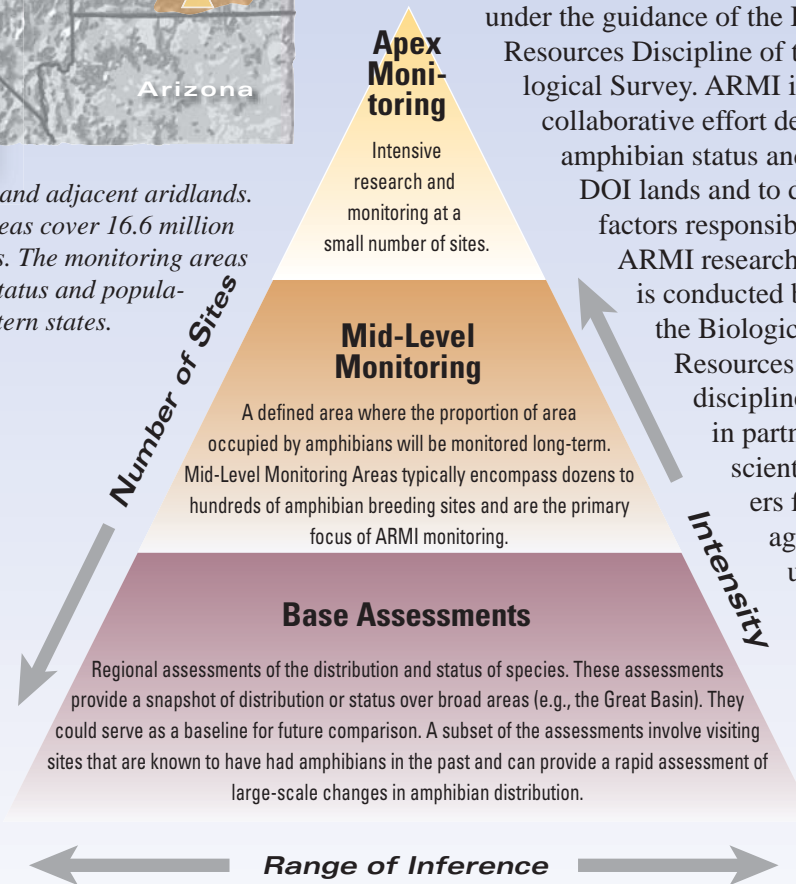 Arizona
and adjacent aridlands.
eas cover 16.6 million
s. The monitoring areas
tatus and popula-
tern states.
under the guidance of the
Resources Discipline of
logical Survey. ARMI
collaborative effort
amphibian status and
DOI lands and to
factors
ARMI research
is conducted
the
Resources
discipline
in
scient
ers
ag
u
Apex
Moni-
toring
Intensive
research and
monitoring at a
small number of sites.
Number of Sites
Mid-Level
Monitoring
A defined area where the proportion of area
occupied by amphibians will be monitored long-term.
Mid-Level Monitoring Areas typically encompass dozens to
hundreds of amphibian breeding sites and are the primary
focus of ARMI monitoring.
Intensity
Base Assessments
Regional assessments of the distribution and status of species. These assessments
provide a snapshot of distribution or status over broad areas (e.g., the Great Basin). They
could serve as a baseline for future comparison. A subset of the assessments involve visiting
sites that are known to have had amphibians in the past and can provide a rapid assessment of
large-scale changes in amphibian distribution.
Range of Inference